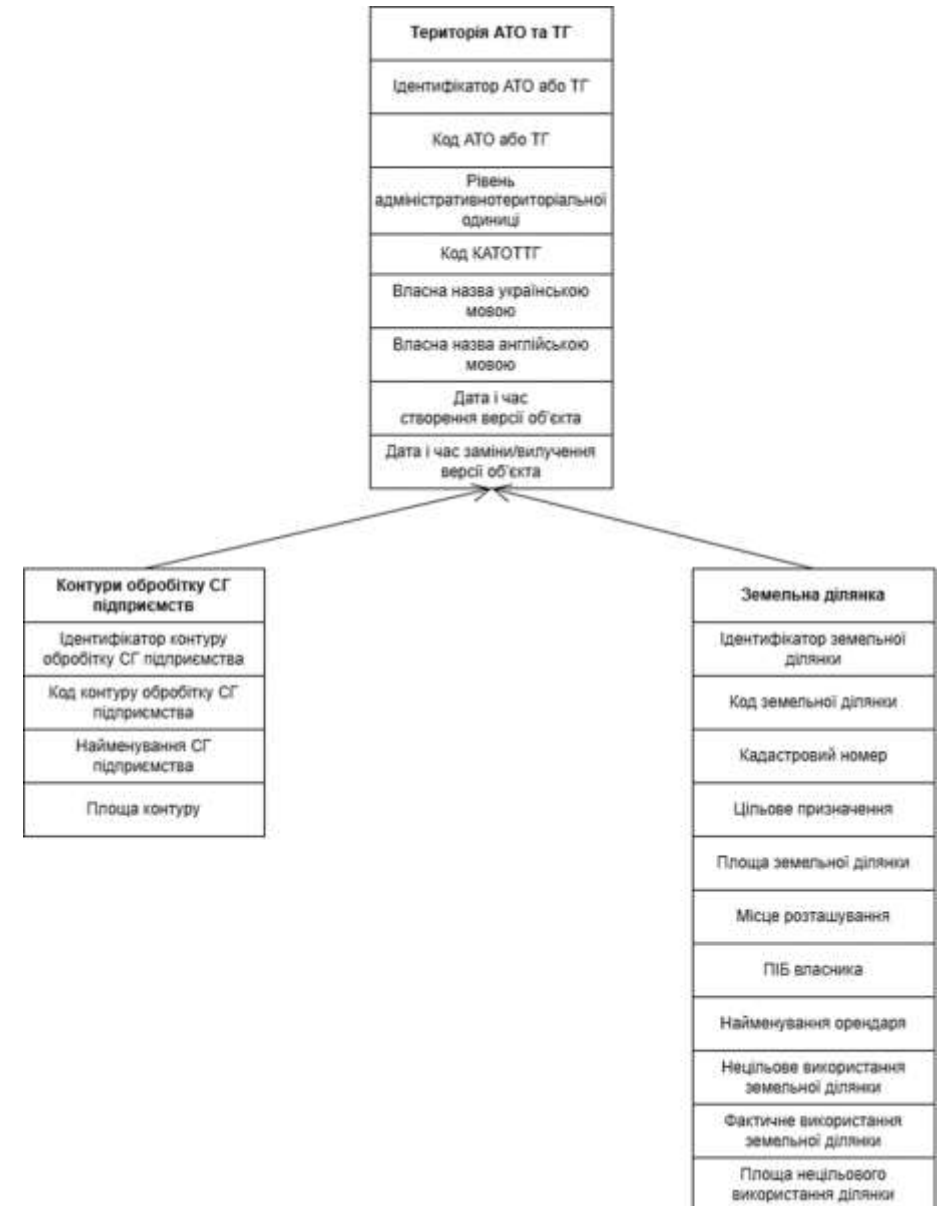 Територія АТО та ТГ
Ідентифікатор АТО або ТГ
Код АТО або ТГ
Рівень
адміністративнотериторіальної
одиниці
Код КАТОТТГ
Власна назва українською
мовою
Власна назва англійською
мовою
Дата і час
створення версії об'єкта
Дата і час заміни/вилучення
версії об'єкта
Контури обробітку СГ
підприємств
Ідентифікатор контуру
обробітку СГ підприємства
Код контуру обробітку СГ
підприємства
Найменування СГ
підприємства
Площа контуру
Земельна ділянка
Ідентифікатор земельної
ділянки
Код земельної ділянки
Кадастровий номер
Цільове призначення
Площа земельної ділянки
Місце розташування
ПІБ власника
Найменування орендаря
Нецільове використання
земельної ділянки
Фактичне використання
земельної ділянки
Площа нецільового
використання ділянки